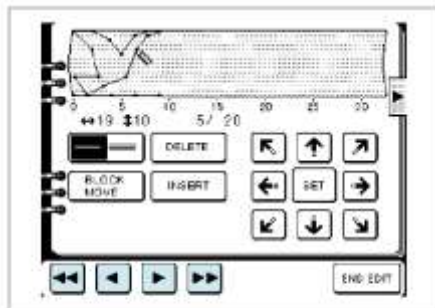 0 5 10 15 20 25 30
⇔19 ⇕10 5/ 20
DELETE
BLOCK
MOVE
INSERT
SET
END EDIT